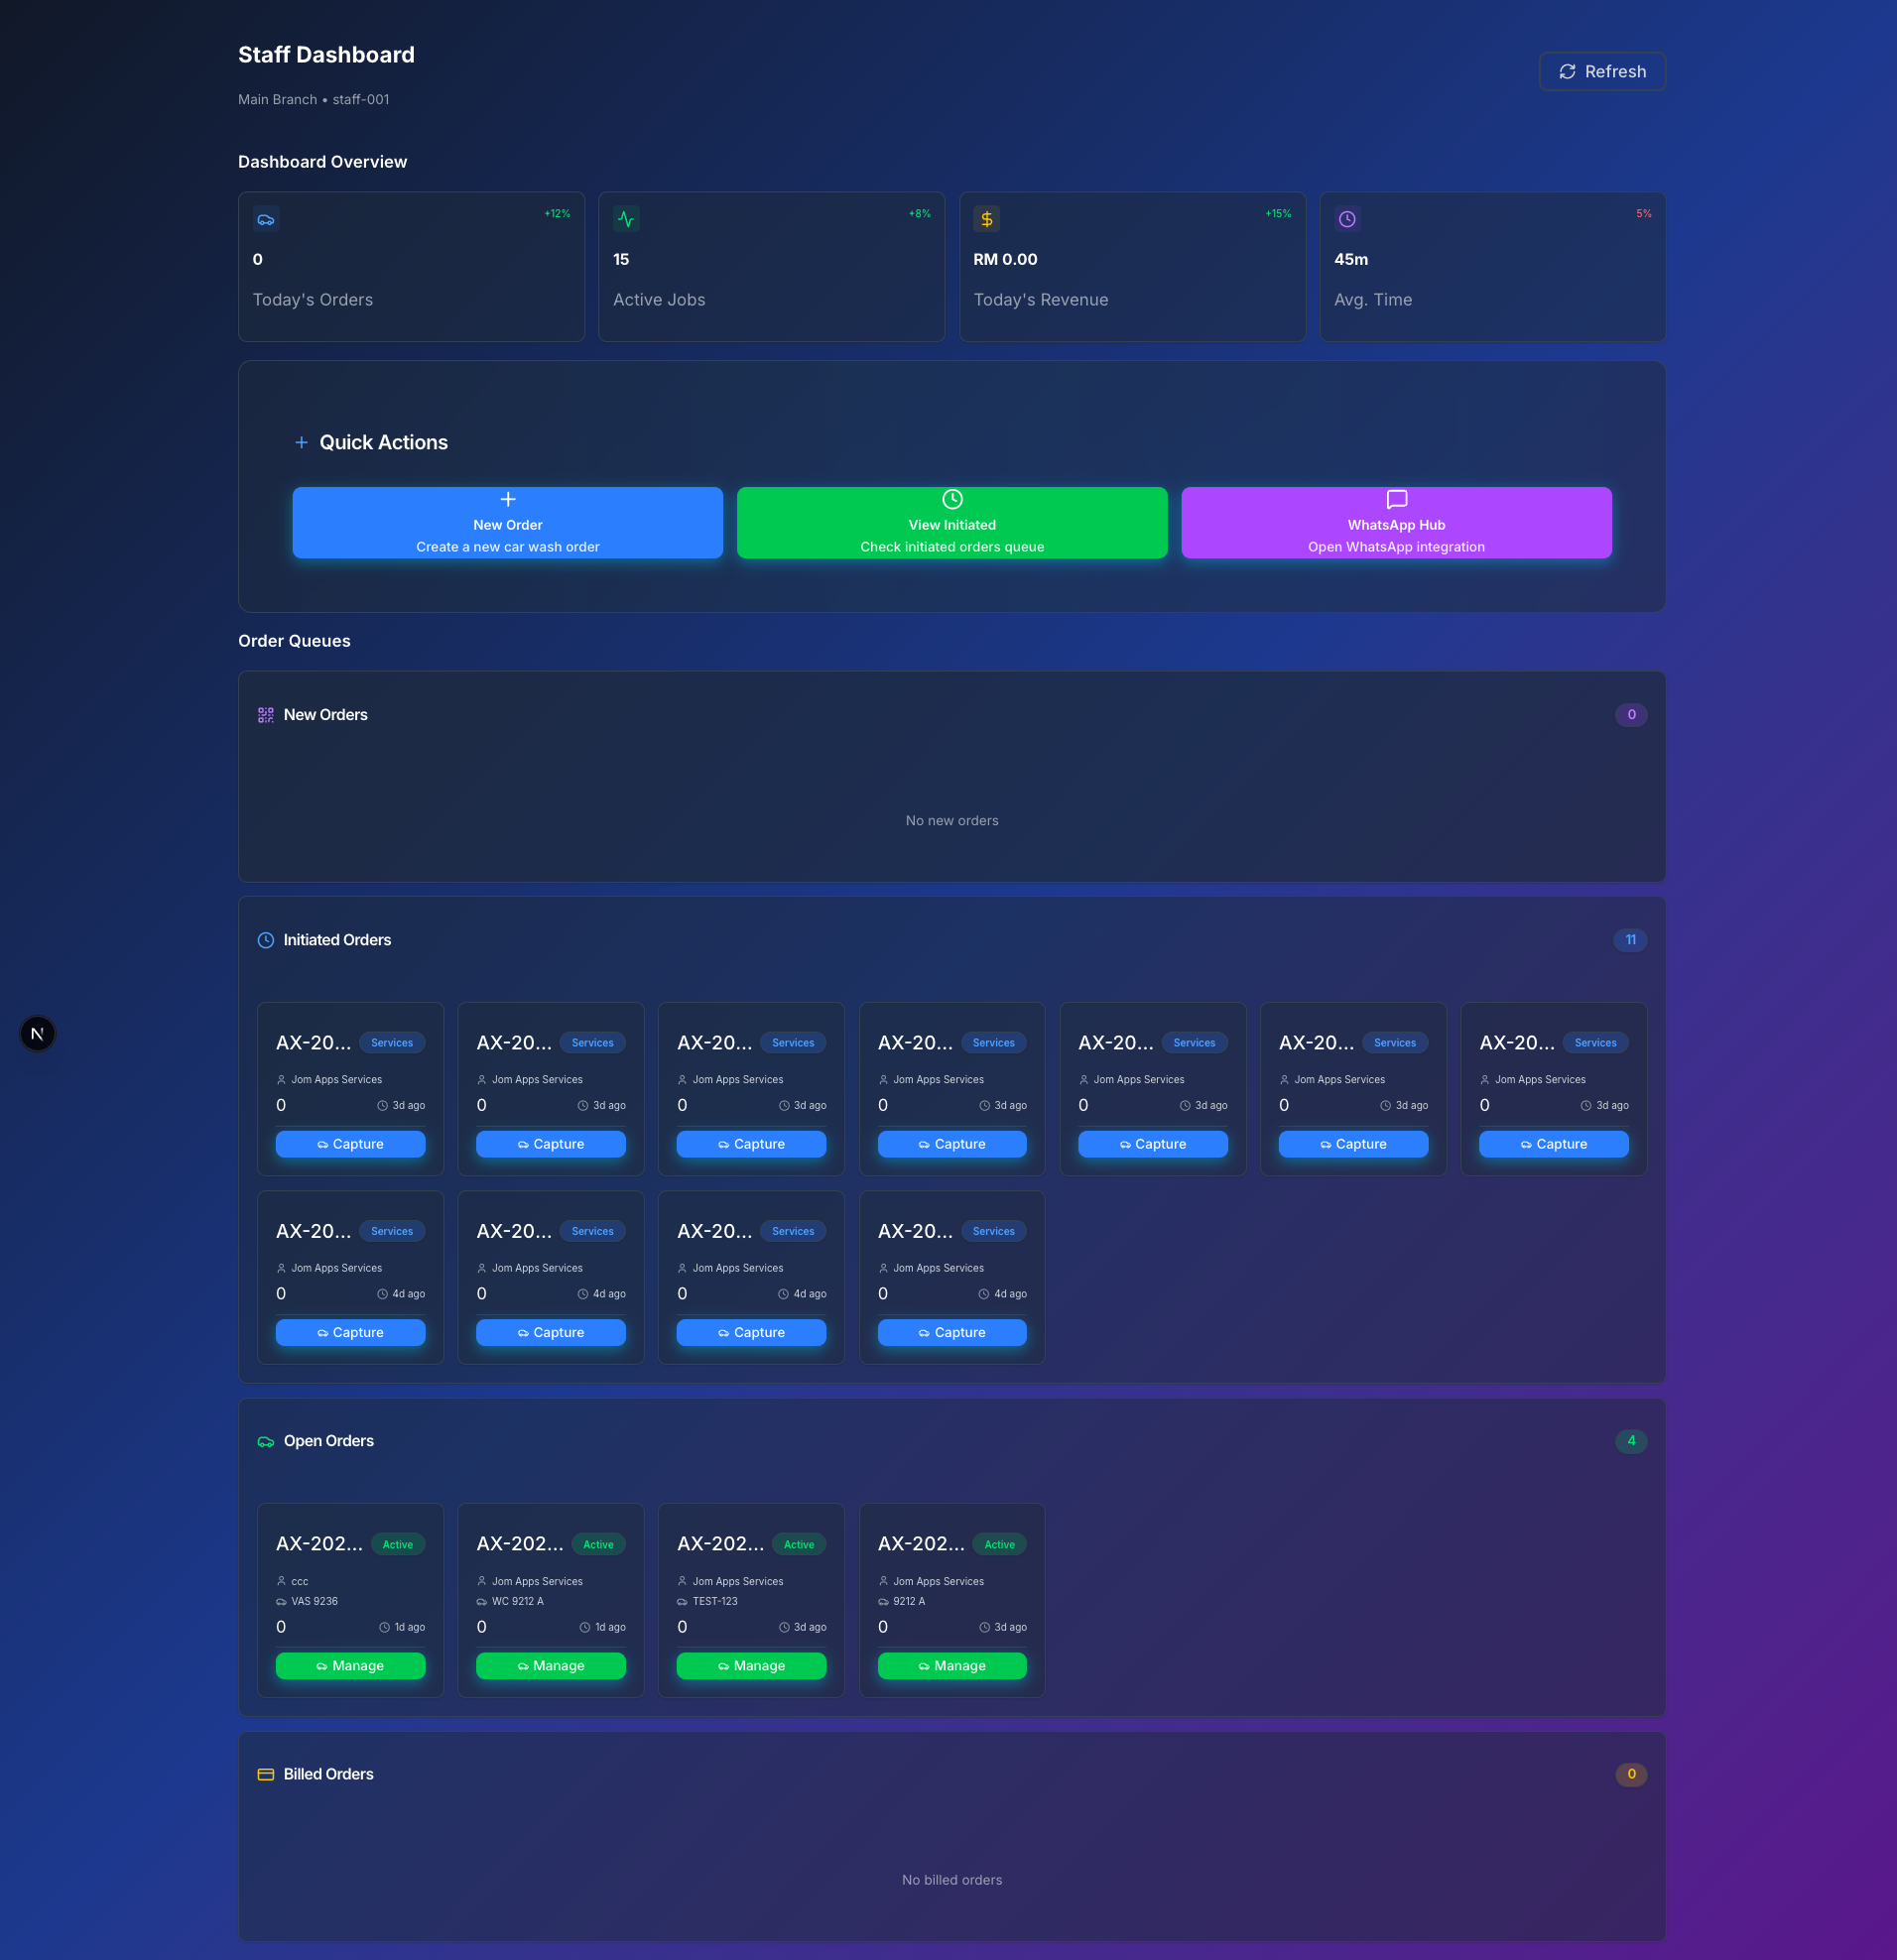 Staff Dashboard
Refresh
Main Branch • staff-001
Dashboard Overview
+12%
0
Today's Orders
+8%
15
Active Jobs
+15%
RM 0.00
Today's Revenue
5%
45m
Avg. Time
Quick Actions
New Order
Create a new car wash order
View Initiated
Check initiated orders queue
WhatsApp Hub
Open WhatsApp integration
Order Queues
New Orders
0
No new orders
Initiated Orders
11
AX-20... Services
Jom Apps Services
0 3d ago
Capture
AX-20... Services
Jom Apps Services
0 3d ago
Capture
AX-20... Services
Jom Apps Services
0 3d ago
Capture
AX-20... Services
Jom Apps Services
0 3d ago
Capture
AX-20... Services
Jom Apps Services
0 3d ago
Capture
AX-20... Services
Jom Apps Services
0 3d ago
Capture
AX-20... Services
Jom Apps Services
0 3d ago
Capture
AX-20... Services
Jom Apps Services
0 4d ago
Capture
AX-20... Services
Jom Apps Services
0 4d ago
Capture
AX-20... Services
Jom Apps Services
0 4d ago
Capture
AX-20... Services
Jom Apps Services
0 4d ago
Capture
N
Open Orders
4
AX-202... Active
ccc
VAS 9236
0 1d ago
Manage
AX-202... Active
Jom Apps Services
WC 9212 A
0 1d ago
Manage
AX-202... Active
Jom Apps Services
TEST-123
0 3d ago
Manage
AX-202... Active
Jom Apps Services
9212 A
0 3d ago
Manage
Billed Orders
0
No billed orders